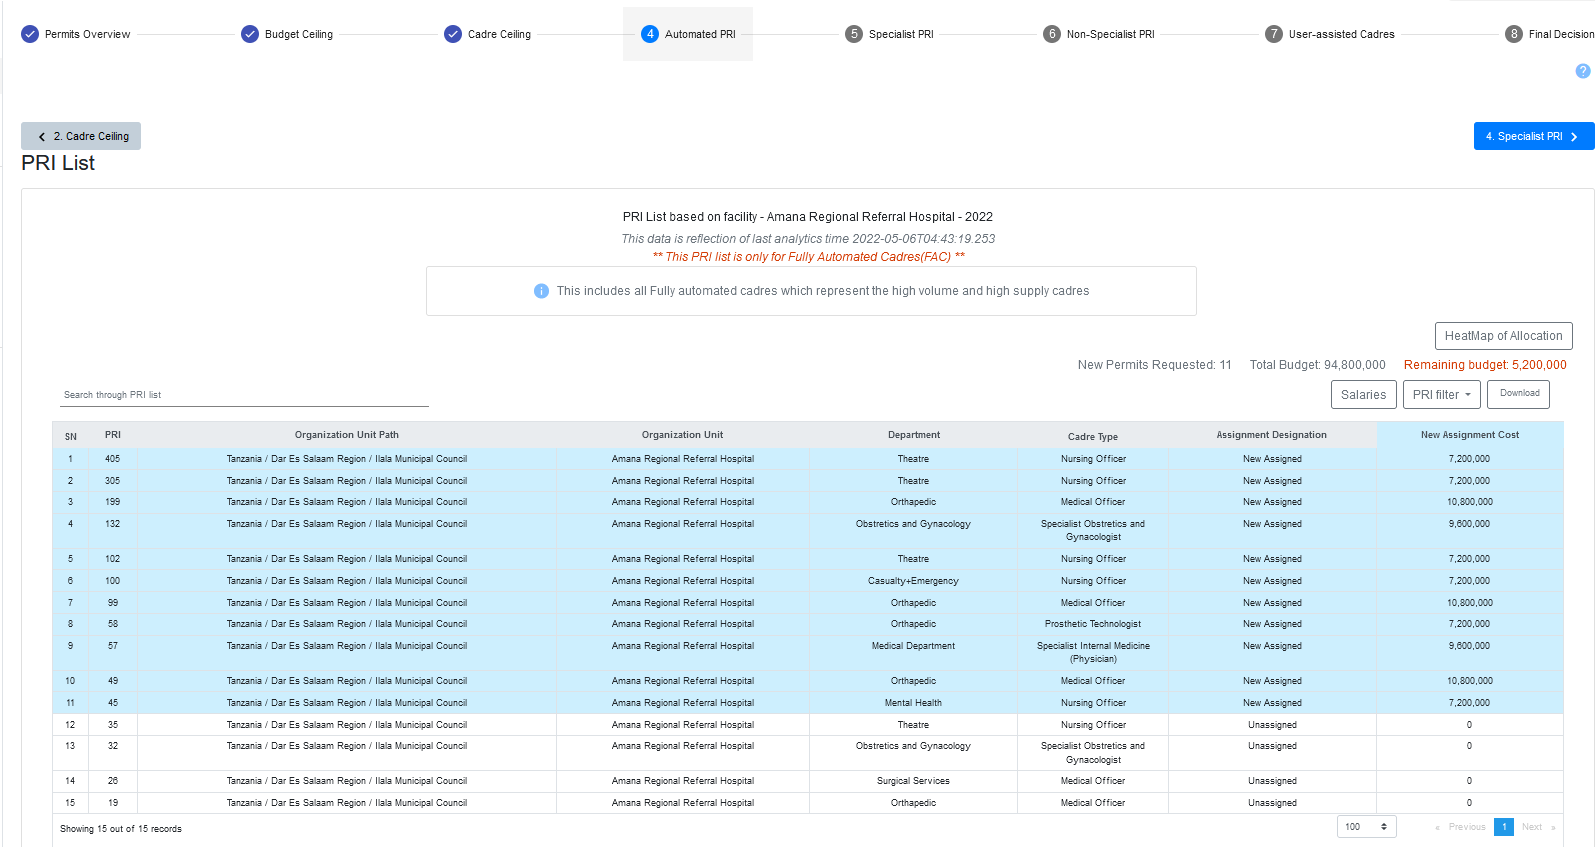 Permits Overview
Budget Ceiling
Cadre Ceiling
4 Automated PRI
5 Specialist PRI
6 Non-Specialist PRI
7 User-assisted Cadres
8 Final Decision
?
2. Cadre Ceiling
4. Specialist PRI
PRI List
PRI List based on facility - Amana Regional Referral Hospital - 2022
This data is reflection of last analytics time 2022-05-06T04:43:19.253
** This PRI list is only for Fully Automated Cadres(FAC) **
This includes all Fully automated cadres which represent the high volume and high supply cadres
HeatMap of Allocation
New Permits Requested: 11 Total Budget: 94,800,000 Remaining budget: 5,200,000
Search through PRI list
Salaries PRI filter Download
SN PRI Organization Unit Path Organization Unit Department Cadre Type Assignment Designation New Assignment Cost
1 405 Tanzania / Dar Es Salaam Region / Ilala Municipal Council Amana Regional Referral Hospital Theatre Nursing Officer New Assigned 7,200,000
2 305 Tanzania / Dar Es Salaam Region / Ilala Municipal Council Amana Regional Referral Hospital Theatre Nursing Officer New Assigned 7,200,000
3 199 Tanzania / Dar Es Salaam Region / Ilala Municipal Council Amana Regional Referral Hospital Orthapedic Medical Officer New Assigned 10,800,000
4 132 Tanzania / Dar Es Salaam Region / Ilala Municipal Council Amana Regional Referral Hospital Obstretics and Gynacology Specialist Obstretics and New Assigned 9,600,000
Gynacologist
5 102 Tanzania / Dar Es Salaam Region / Ilala Municipal Council Amana Regional Referral Hospital Theatre Nursing Officer New Assigned 7,200,000
6 100 Tanzania / Dar Es Salaam Region / Ilala Municipal Council Amana Regional Referral Hospital Casualty+Emergency Nursing Officer New Assigned 7,200,000
7 99 Tanzania / Dar Es Salaam Region / Ilala Municipal Council Amana Regional Referral Hospital Orthapedic Medical Officer New Assigned 10,800,000
8 58 Tanzania / Dar Es Salaam Region / Ilala Municipal Council Amana Regional Referral Hospital Orthapedic Prosthetic Technologist New Assigned 7,200,000
9 57 Tanzania / Dar Es Salaam Region / Ilala Municipal Council Amana Regional Referral Hospital Medical Department Specialist Internal Medicine New Assigned 9,600,000
(Physician)
10 49 Tanzania / Dar Es Salaam Region / Ilala Municipal Council Amana Regional Referral Hospital Orthapedic Medical Officer New Assigned 10,800,000
11 45 Tanzania / Dar Es Salaam Region / Ilala Municipal Council Amana Regional Referral Hospital Mental Health Nursing Officer New Assigned 7,200,000
12 35 Tanzania / Dar Es Salaam Region / Ilala Municipal Council Amana Regional Referral Hospital Theatre Nursing Officer Unassigned 0
13 32 Tanzania / Dar Es Salaam Region / Ilala Municipal Council Amana Regional Referral Hospital Obstretics and Gynacology Specialist Obstretics and Unassigned 0
Gynacologist
14 26 Tanzania / Dar Es Salaam Region / Ilala Municipal Council Amana Regional Referral Hospital Surgical Services Medical Officer Unassigned 0
15 19 Tanzania / Dar Es Salaam Region / Ilala Municipal Council Amana Regional Referral Hospital Orthapedic Medical Officer Unassigned 0
Showing 15 out of 15 records
100 « Previous 1 Next »